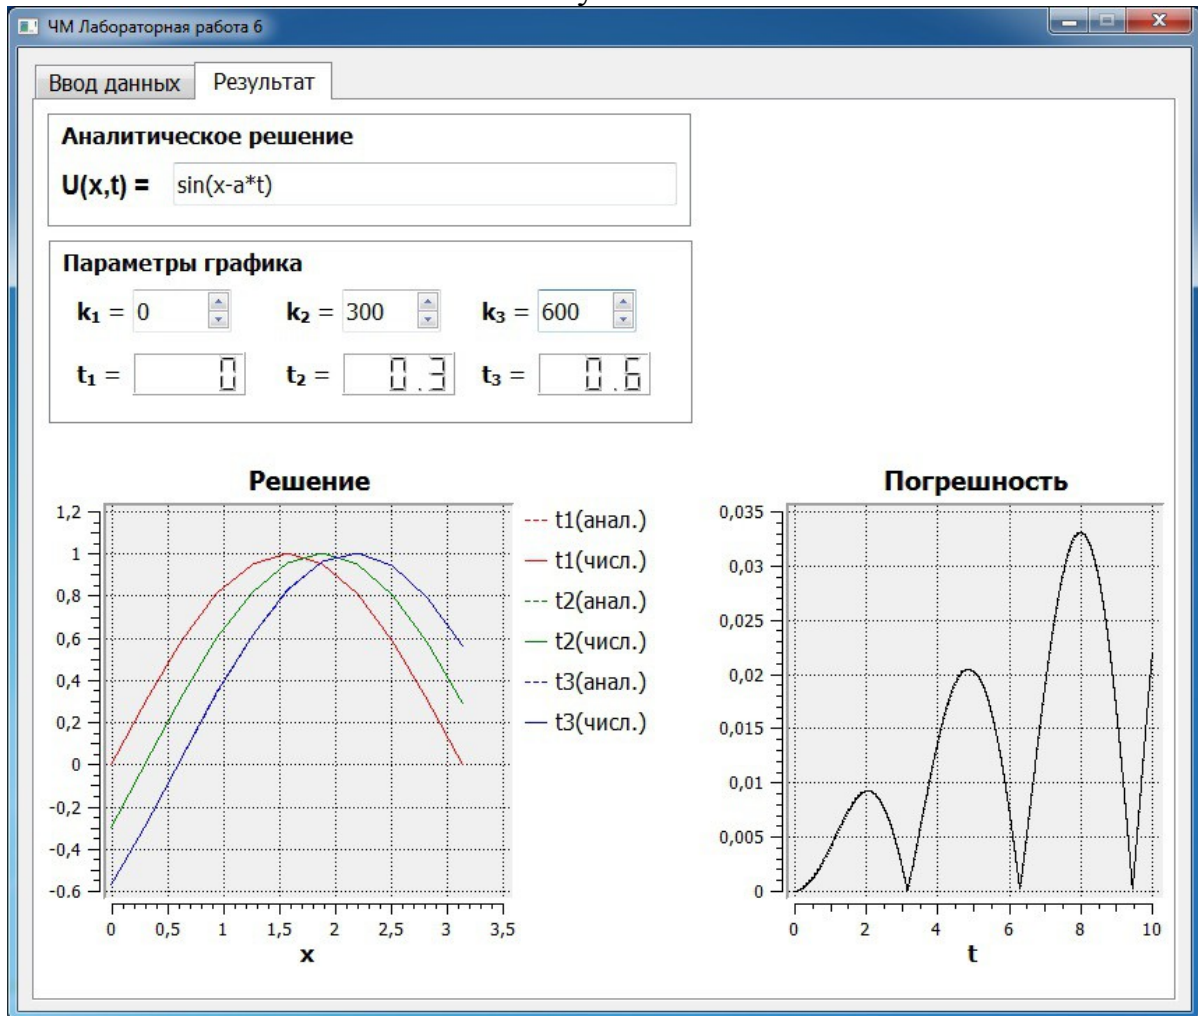 ЧМ Лабораторная работа 6
Ввод данных Результат
Аналитическое решение
U(x,t) = sin(x-a*t)
Параметры графика
k₁ = 0 k₂ = 300 k₃ = 600
t₁ = 0 t₂ = 0.3 t₃ = 0.6
Решение
1,2
1
0,8
0,6
0,4
0,2
0
-0,2
-0,4
-0.6
0 0,5 1 1,5 2 2,5 3 3,5
x
t1(анал.)
t1(числ.)
t2(анал.)
t2(числ.)
t3(анал.)
t3(числ.)
Погрешность
0,035
0,03
0,025
0,02
0,015
0,01
0,005
0
0 2 4 6 8 10
t